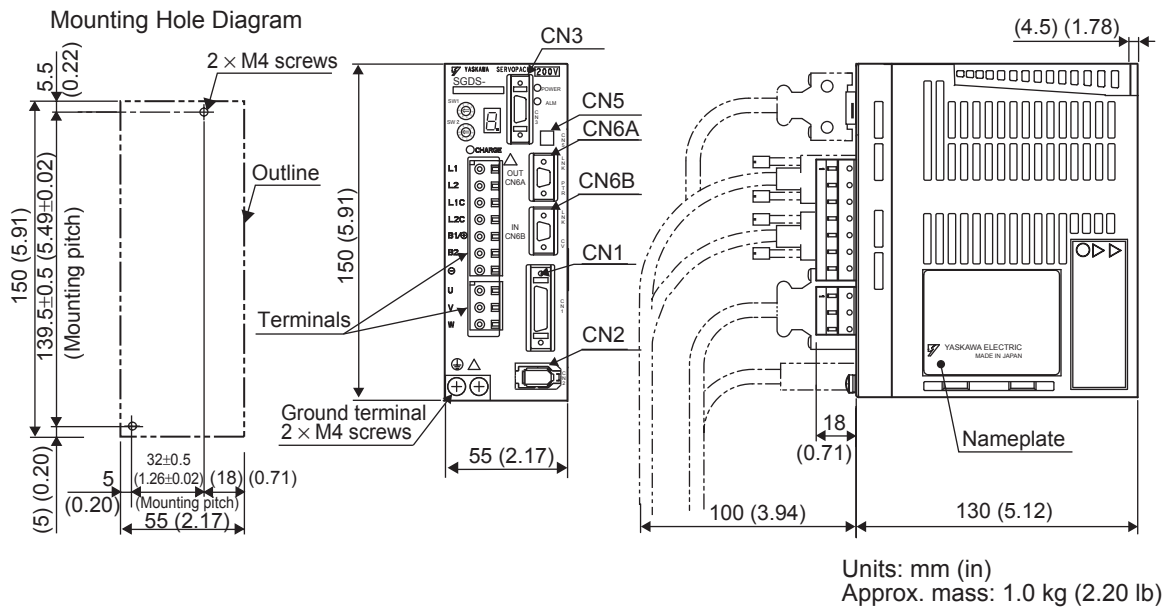 Mounting Hole Diagram
5.5
(0.22)
2 × M4 screws
Outline
150 (5.91)
139.5±0.5 (5.49±0.02)
(Mounting pitch)
(5) (0.20)
5
(0.20)
32±0.5
(1.26±0.02)
(Mounting pitch)
(18) (0.71)
55 (2.17)
150 (5.91)
YASKAWA SERVOPACK 200V
SGDS-
SW1
SW2
POWER
ALM
CN3
CHARGE
L1
L2
L1C
L2C
B1/⊕
B2
⊖
U
V
W
OUT
CN6A
IN
CN6B
CN3
CN5
CN6A
CN6B
CN1
CN2
Terminals
Ground terminal
2 × M4 screws
55 (2.17)
(4.5) (1.78)
YASKAWA ELECTRIC
MADE IN JAPAN
Nameplate
18
(0.71)
100 (3.94)
130 (5.12)
Units: mm (in)
Approx. mass: 1.0 kg (2.20 lb)